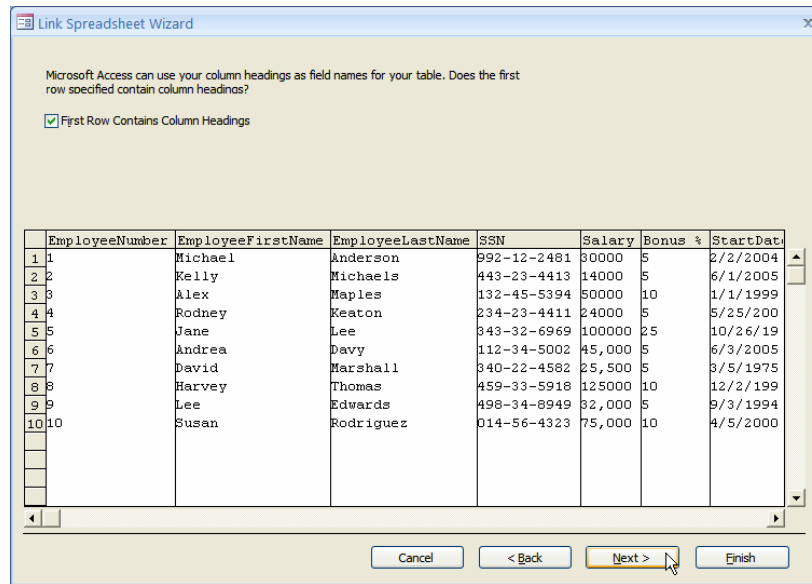 Link Spreadsheet Wizard
Microsoft Access can use your column headings as field names for your table. Does the first
row specified contain column headings?
First Row Contains Column Headings
EmployeeNumber EmployeeFirstName EmployeeLastName SSN Salary Bonus % StartDate
1 1 Michael Anderson 992-12-2481 30000 5 2/2/2004
2 2 Kelly Michaels 443-23-4413 14000 5 6/1/2005
3 3 Alex Maples 132-45-5394 50000 10 1/1/1999
4 4 Rodney Keaton 234-23-4411 24000 5 5/25/200
5 5 Jane Lee 343-32-6969 100000 25 10/26/19
6 6 Andrea Davy 112-34-5002 45,000 5 6/3/2005
7 7 David Marshall 340-22-4582 25,500 5 3/5/1975
8 8 Harvey Thomas 459-33-5918 125000 10 12/2/199
9 9 Lee Edwards 498-34-8949 32,000 5 9/3/1994
10 10 Susan Rodriguez 014-56-4323 75,000 10 4/5/2000
Cancel < Back Next > Finish